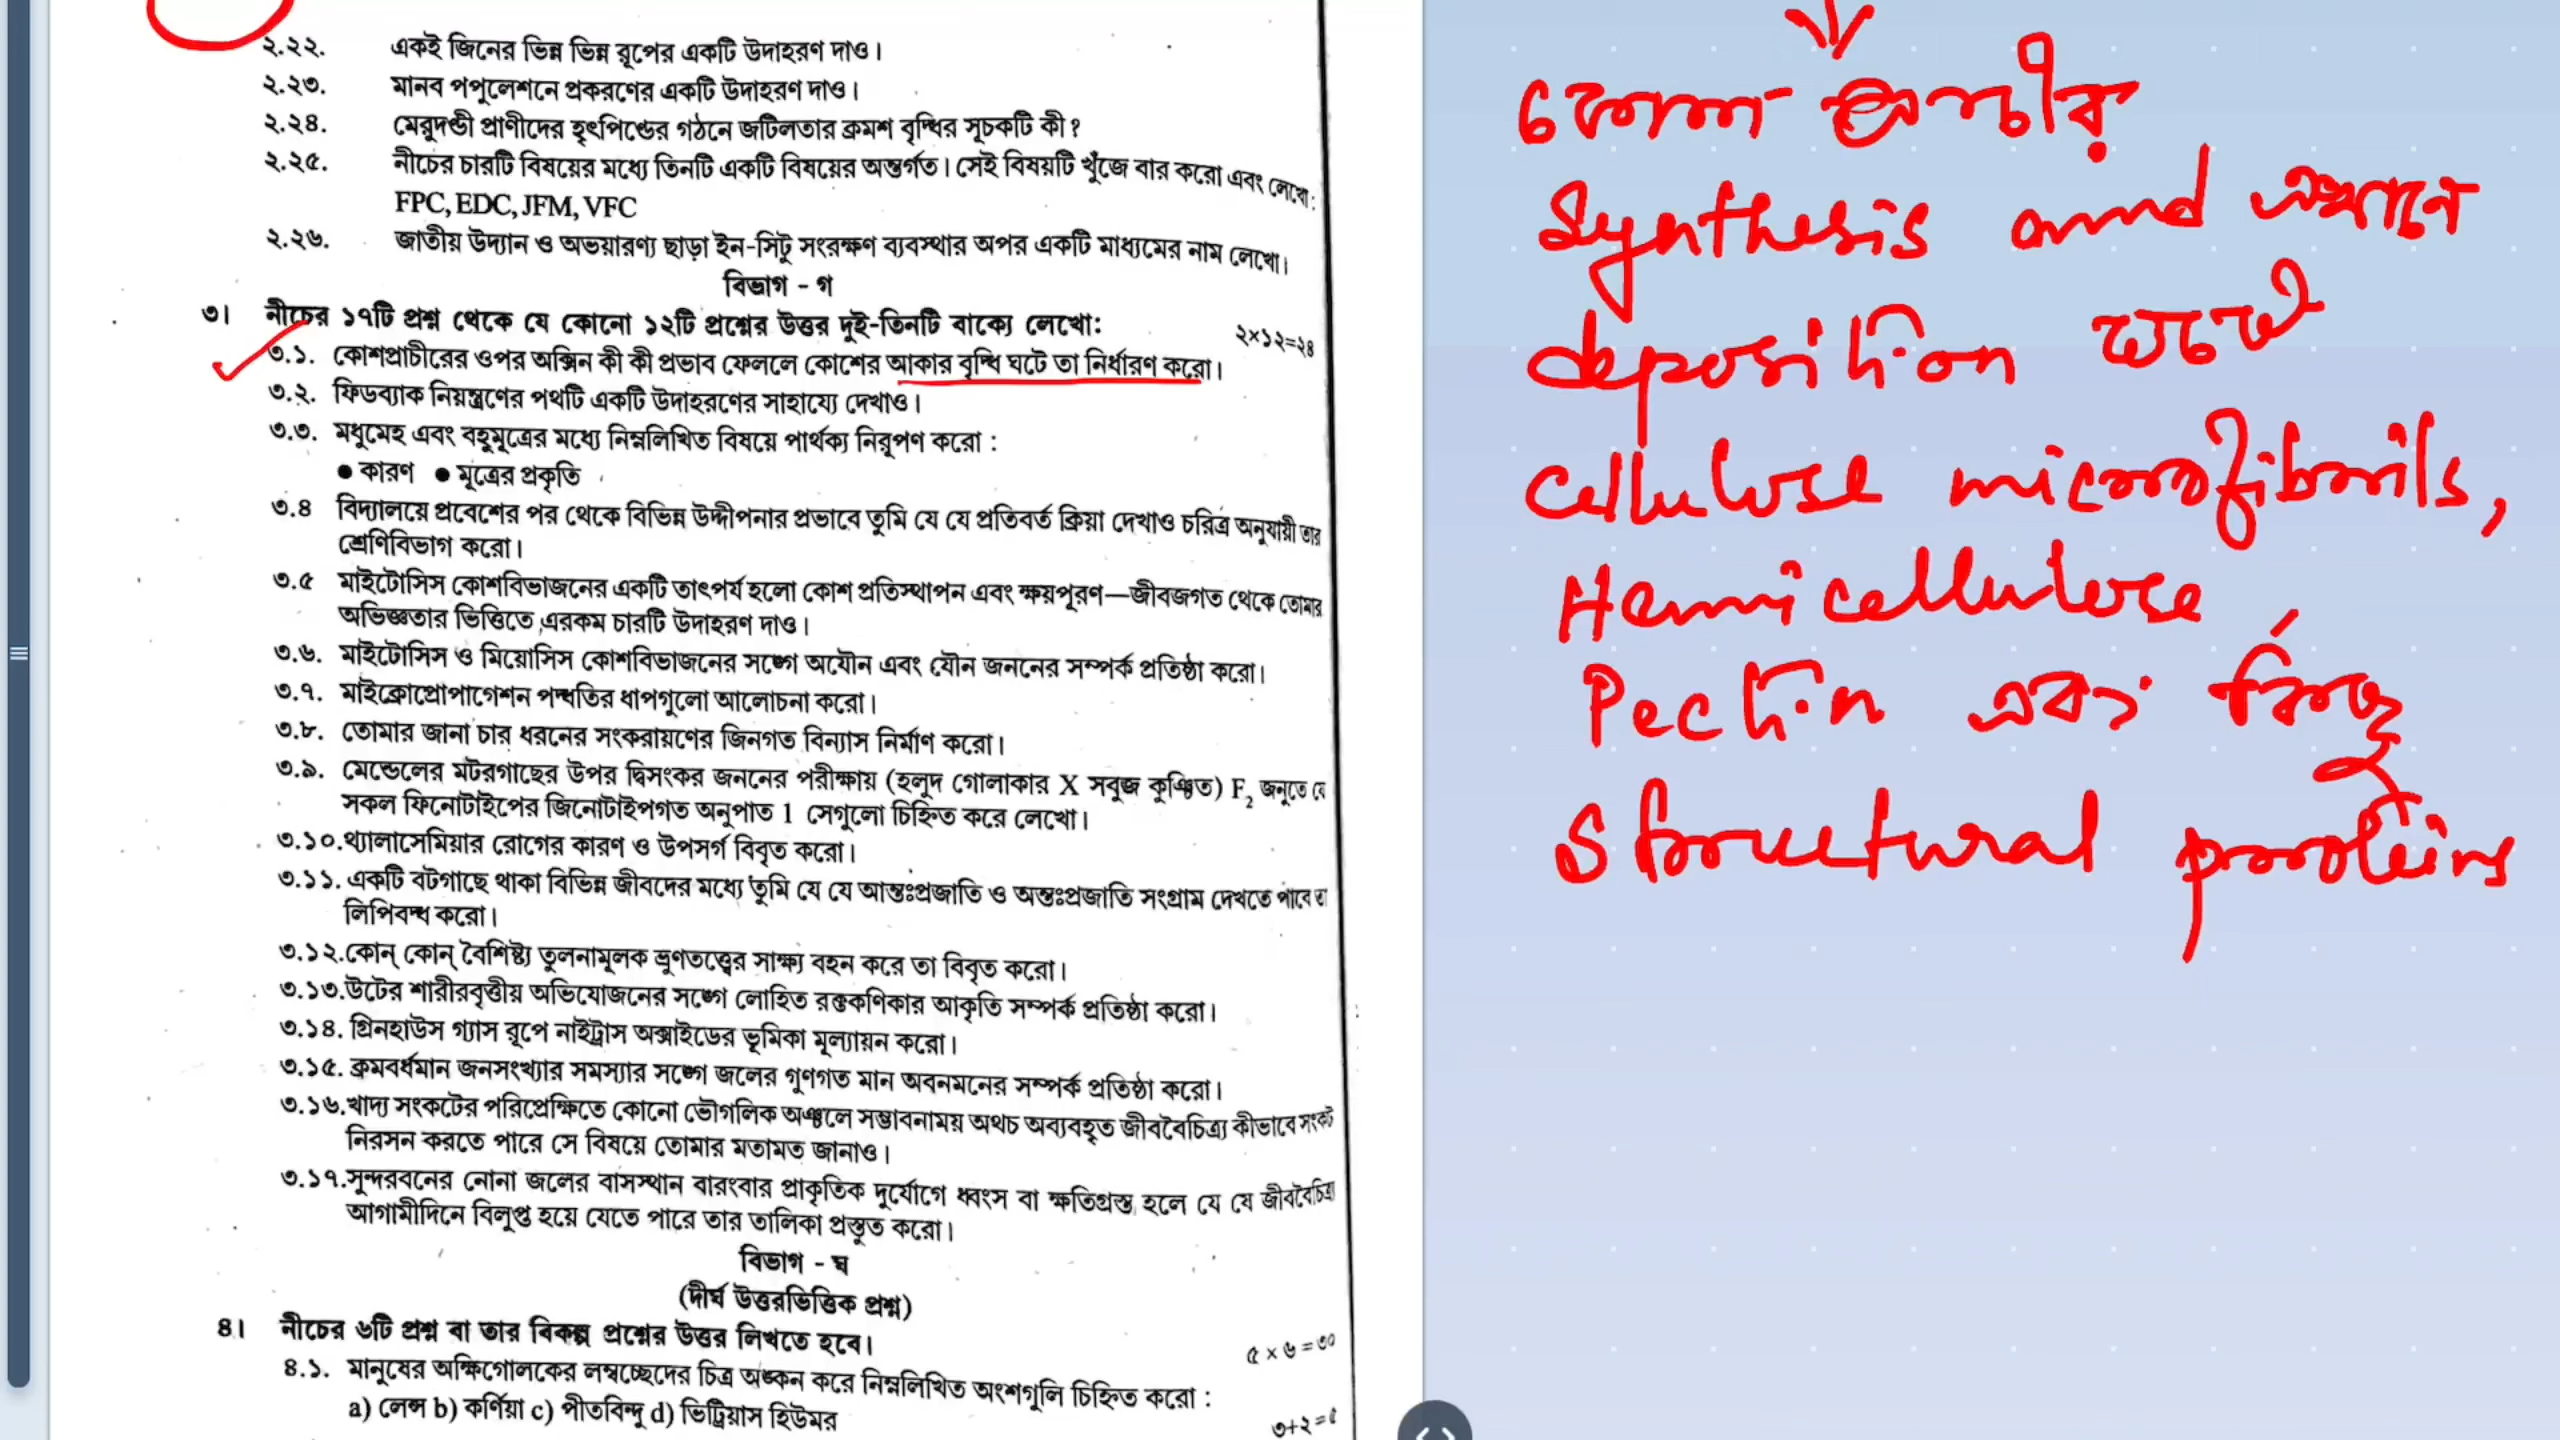 ২.২২. একই জিনের ভিন্ন ভিন্ন রূপের একটি উদাহরণ দাও।
২.২৩. মানব পপুলেশনে প্রকরণের একটি উদাহরণ দাও।
২.২৪. মেরুদণ্ডী প্রাণীদের হৃৎপিণ্ডের গঠনে জটিলতার ক্রমশ বৃদ্ধির সূচকটি কী?
২.২৫. নীচের চারটি বিষয়ের মধ্যে তিনটি একটি বিষয়ের অন্তর্গত। সেই বিষয়টি খুঁজে বার করো এবং লেখো:
FPC, EDC, JFM, VFC
২.২৬. জাতীয় উদ্যান ও অভয়ারণ্য ছাড়া ইন-সিটু সংরক্ষণ ব্যবস্থার অপর একটি মাধ্যমের নাম লেখো।
বিভাগ - গ
৩। নীচের ১৭টি প্রশ্ন থেকে যে কোনো ১২টি প্রশ্নের উত্তর দুই-তিনটি বাক্যে লেখো: ২×১২=২৪
৩.১. কোশপ্রাচীরের ওপর অক্সিন কী কী প্রভাব ফেললে কোশের আকার বৃদ্ধি ঘটে তা নির্ধারণ করো।
৩.২. ফিডব্যাক নিয়ন্ত্রণের পথটি একটি উদাহরণের সাহায্যে দেখাও।
৩.৩. মধুমেহ এবং বহুমূত্রের মধ্যে নিম্নলিখিত বিষয়ে পার্থক্য নিরূপণ করো :
● কারণ ● মূত্রের প্রকৃতি
৩.৪ বিদ্যালয়ে প্রবেশের পর থেকে বিভিন্ন উদ্দীপনার প্রভাবে তুমি যে যে প্রতিবর্ত ক্রিয়া দেখাও চরিত্র অনুযায়ী তার
শ্রেণিবিভাগ করো।
৩.৫ মাইটোসিস কোশবিভাজনের একটি তাৎপর্য হলো কোশ প্রতিস্থাপন এবং ক্ষয়পূরণ—জীবজগত থেকে তোমার
অভিজ্ঞতার ভিত্তিতে এরকম চারটি উদাহরণ দাও।
৩.৬. মাইটোসিস ও মিয়োসিস কোশবিভাজনের সঙ্গে অযৌন এবং যৌন জননের সম্পর্ক প্রতিষ্ঠা করো।
৩.৭. মাইক্রোপ্রোপাগেশন পদ্ধতির ধাপগুলো আলোচনা করো।
৩.৮. তোমার জানা চার ধরনের সংকরায়ণের জিনগত বিন্যাস নির্মাণ করো।
৩.৯. মেন্ডেলের মটরগাছের উপর দ্বিসংকর জননের পরীক্ষায় (হলুদ গোলাকার X সবুজ কুঞ্চিত) F₂ জনুতে যে
সকল ফিনোটাইপের জিনোটাইপগত অনুপাত 1 সেগুলো চিহ্নিত করে লেখো।
৩.১০. থ্যালাসেমিয়ার রোগের কারণ ও উপসর্গ বিবৃত করো।
৩.১১. একটি বটগাছে থাকা বিভিন্ন জীবদের মধ্যে তুমি যে যে আন্তঃপ্রজাতি ও অন্তঃপ্রজাতি সংগ্রাম দেখতে পাবে তা
লিপিবদ্ধ করো।
৩.১২. কোন্ কোন্ বৈশিষ্ট্য তুলনামূলক ভ্রুণতত্ত্বের সাক্ষ্য বহন করে তা বিবৃত করো।
৩.১৩. উটের শারীরবৃত্তীয় অভিযোজনের সঙ্গে লোহিত রক্তকণিকার আকৃতি সম্পর্ক প্রতিষ্ঠা করো।
৩.১৪. গ্রিনহাউস গ্যাস রূপে নাইট্রাস অক্সাইডের ভূমিকা মূল্যায়ন করো।
৩.১৫. ক্রমবর্ধমান জনসংখ্যার সমস্যার সঙ্গে জলের গুণগত মান অবনমনের সম্পর্ক প্রতিষ্ঠা করো।
৩.১৬. খাদ্য সংকটের পরিপ্রেক্ষিতে কোনো ভৌগলিক অঞ্চলে সম্ভাবনাময় অথচ অব্যবহৃত জীববৈচিত্র্য কীভাবে সংকট
নিরসন করতে পারে সে বিষয়ে তোমার মতামত জানাও।
৩.১৭. সুন্দরবনের নোনা জলের বাসস্থান বারংবার প্রাকৃতিক দুর্যোগে ধ্বংস বা ক্ষতিগ্রস্ত হলে যে যে জীববৈচিত্র্য
আগামীদিনে বিলুপ্ত হয়ে যেতে পারে তার তালিকা প্রস্তুত করো।
বিভাগ - ঘ
(দীর্ঘ উত্তরভিত্তিক প্রশ্ন)
৪। নীচের ৬টি প্রশ্ন বা তার বিকল্প প্রশ্নের উত্তর লিখতে হবে। ৫ × ৬ = ৩০
৪.১. মানুষের অক্ষিগোলকের লম্বচ্ছেদের চিত্র অঙ্কন করে নিম্নলিখিত অংশগুলি চিহ্নিত করো :
a) লেন্স b) কর্ণিয়া c) পীতবিন্দু d) ভিট্রিয়াস হিউমর ৩+২=৫
কোশ প্রাচীর
Synthesis and এখানে
deposition হচ্ছে
cellulose microfibrils,
Hemicellulose,
Pectin এবং কিছু
Structural proteins